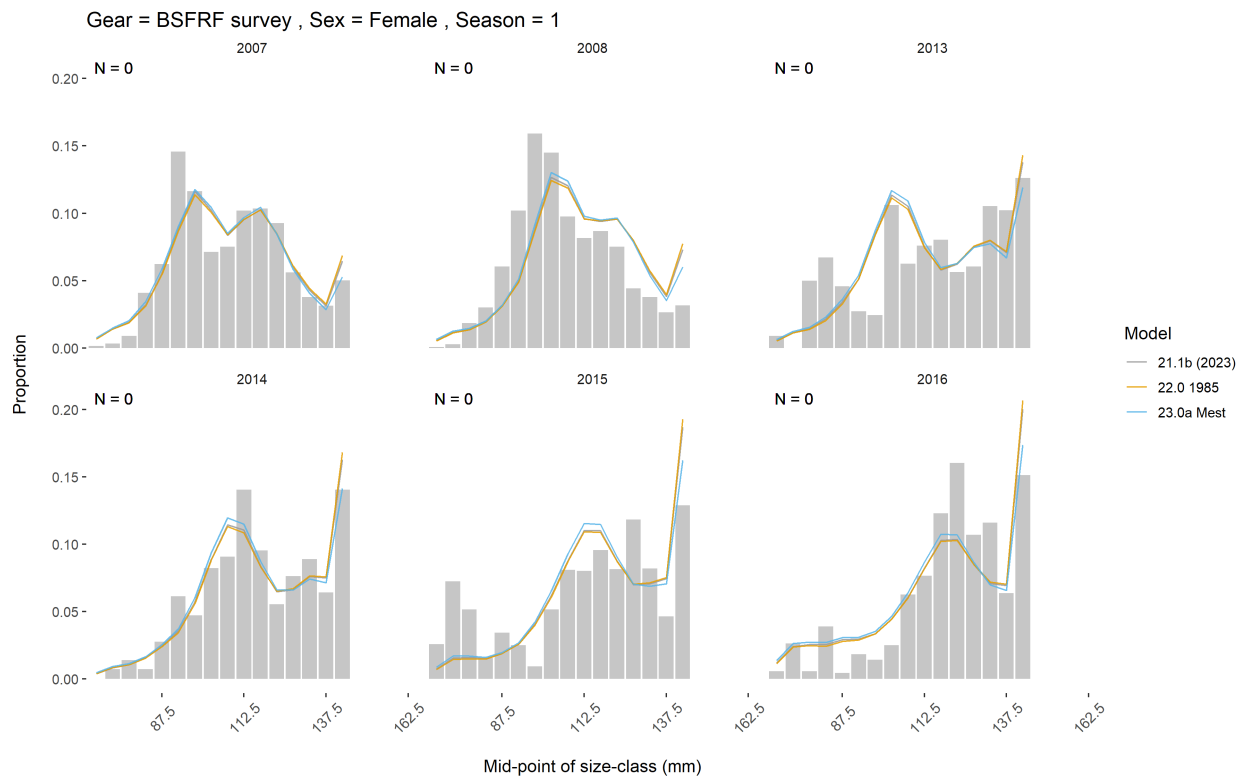 Gear = BSFRF survey , Sex = Female , Season = 1
2007 2008 2013
N = 0 N = 0 N = 0
0.20
0.15
0.10
0.05
0.00
2014 2015 2016
N = 0 N = 0 N = 0
0.20
0.15
0.10
0.05
0.00
Proportion
87.5 112.5 137.5 162.5 87.5 112.5 137.5 162.5 87.5 112.5 137.5 162.5
Mid-point of size-class (mm)
Model
21.1b (2023)
22.0 1985
23.0a Mest